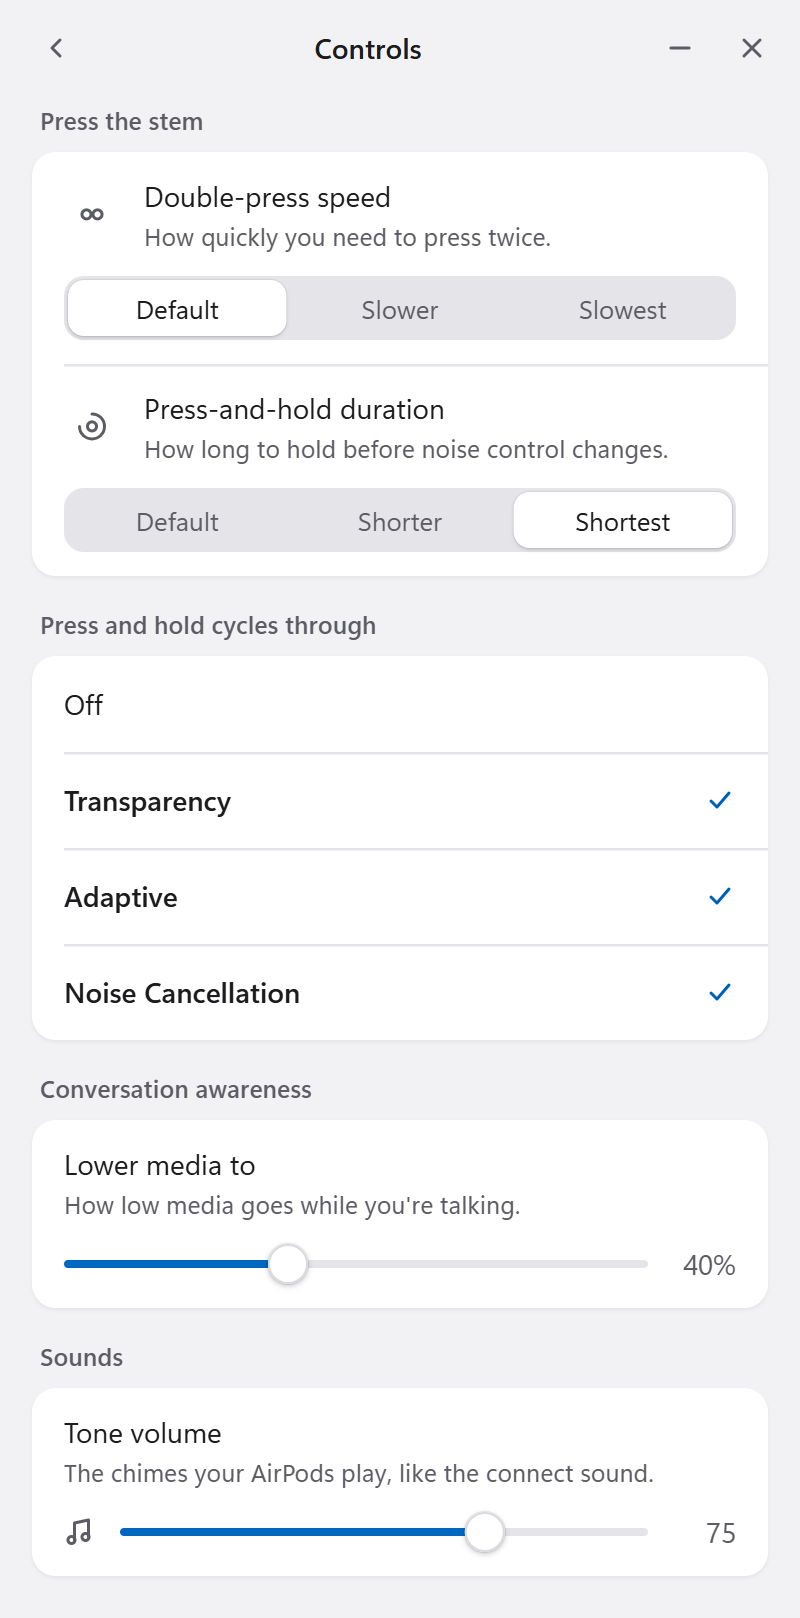 Controls
Press the stem
Double-press speed
How quickly you need to press twice.
Default Slower Slowest
Press-and-hold duration
How long to hold before noise control changes.
Default Shorter Shortest
Press and hold cycles through
Off
Transparency
Adaptive
Noise Cancellation
Conversation awareness
Lower media to
How low media goes while you're talking.
40%
Sounds
Tone volume
The chimes your AirPods play, like the connect sound.
75